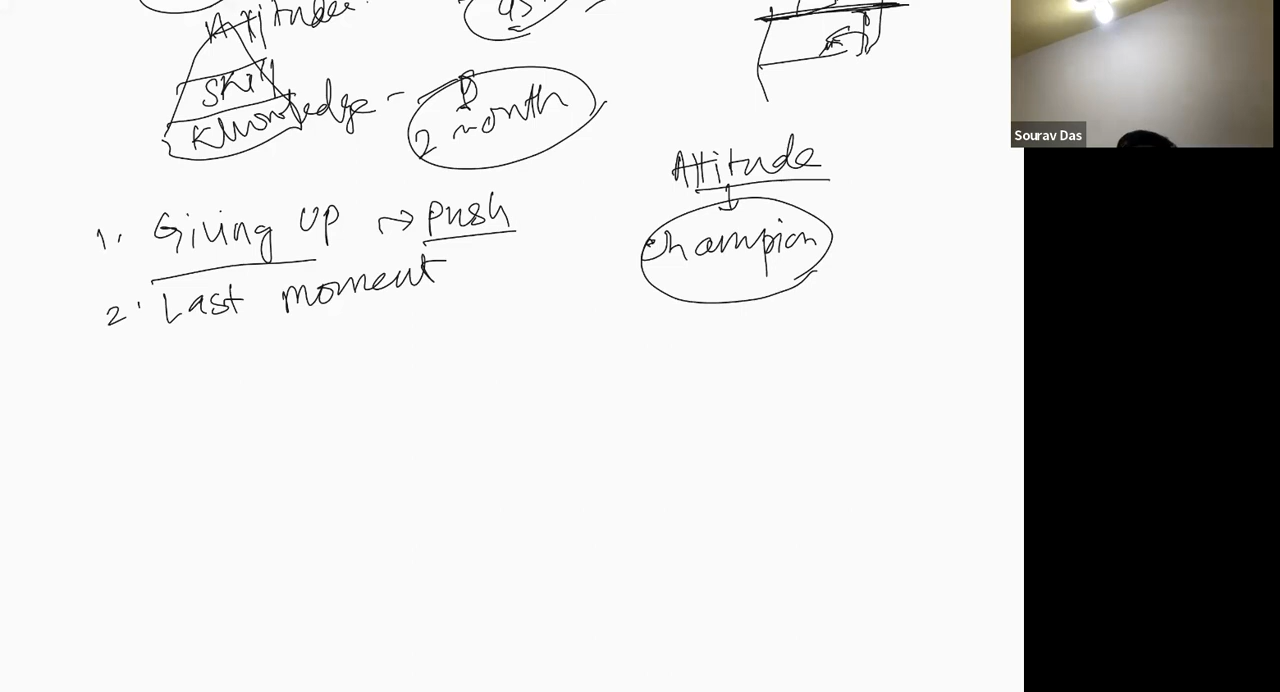 Attitude
Skill
Knowledge - 2 month
Attitude
Champion
1. Giving UP → Push
2. Last moment
Sourav Das